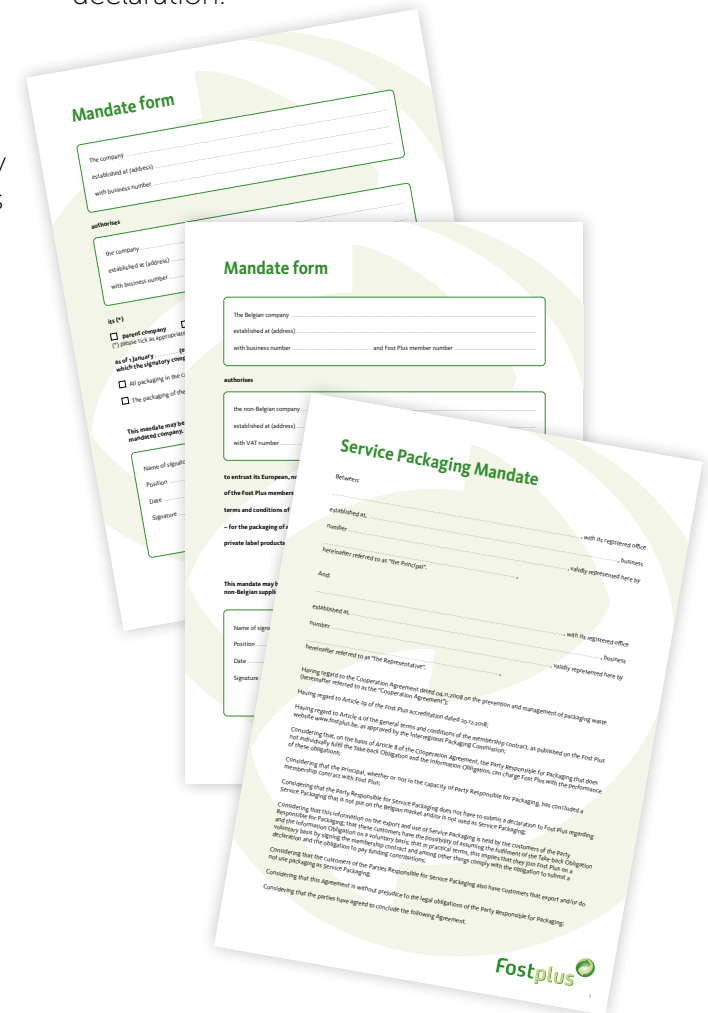 declaration.
Mandate form
The company
established at (address)
with business number
authorises
the company
established at (address)
with business number
its (*)
parent company
(*) please tick as appropriate
as of 1 January
which the signatory
All packaging in the
The packaging of the
This mandate may be
mandated company.
Name of
Position
Date
Signature
Mandate form
The Belgian company
established at (address)
with business number and Fost Plus member number
authorises
the non-Belgian company
established at (address)
with VAT number
to entrust its European,
of the Fost Plus
terms and conditions of
– for the packaging of
private label products
This mandate may
non-Belgian
Name of
Position
Date
Signature
Service Packaging Mandate
Between:
established at, , with its registered office
number , business
, validly represented here by
,
hereinafter referred to as "the Principal".
And:
established at, , with its registered office
number , business
, validly represented here by
,
hereinafter referred to as "the Representative".
Having regard to the Cooperation Agreement dated 04.11.2008 on the prevention and management of packaging waste
(hereinafter referred to as the "Cooperation Agreement");
Having regard to Article 29 of the Fost Plus accreditation dated 20.12.2018;
Having regard to Article 4 of the general terms and conditions of the membership contract, as published on the Fost Plus
website www.fostplus.be, as approved by the Interregional Packaging Commission;
Considering that, on the basis of Article 8 of the Cooperation Agreement, the Party Responsible for Packaging that does
not individually fulfil the Take-back Obligation and the Information Obligation, can charge Fost Plus with the performance
of these obligations;
Considering that the Principal, whether or not in the capacity of Party Responsible for Packaging, has concluded a
membership contract with Fost Plus;
Considering that the Party Responsible for Service Packaging does not have to submit a declaration to Fost Plus regarding
Service Packaging that is not put on the Belgian market and/or is not used as Service Packaging;
Considering that this information on the export and use of Service Packaging is held by the customers of the Party
Responsible for Packaging; that these customers have the possibility of assuming the fulfilment of the Take-back Obligation
and the Information Obligation on a voluntary basis; that in practical terms, this implies that they join Fost Plus on a
voluntary basis by signing the membership contract and among other things comply with the obligation to submit a
declaration and the obligation to pay funding contributions;
Considering that the customers of the Parties Responsible for Service Packaging also have customers that export and/or do
not use packaging as Service Packaging;
Considering that this Agreement is without prejudice to the legal obligations of the Party Responsible for Packaging;
Considering that the parties have agreed to conclude the following Agreement.
Fostplus
1